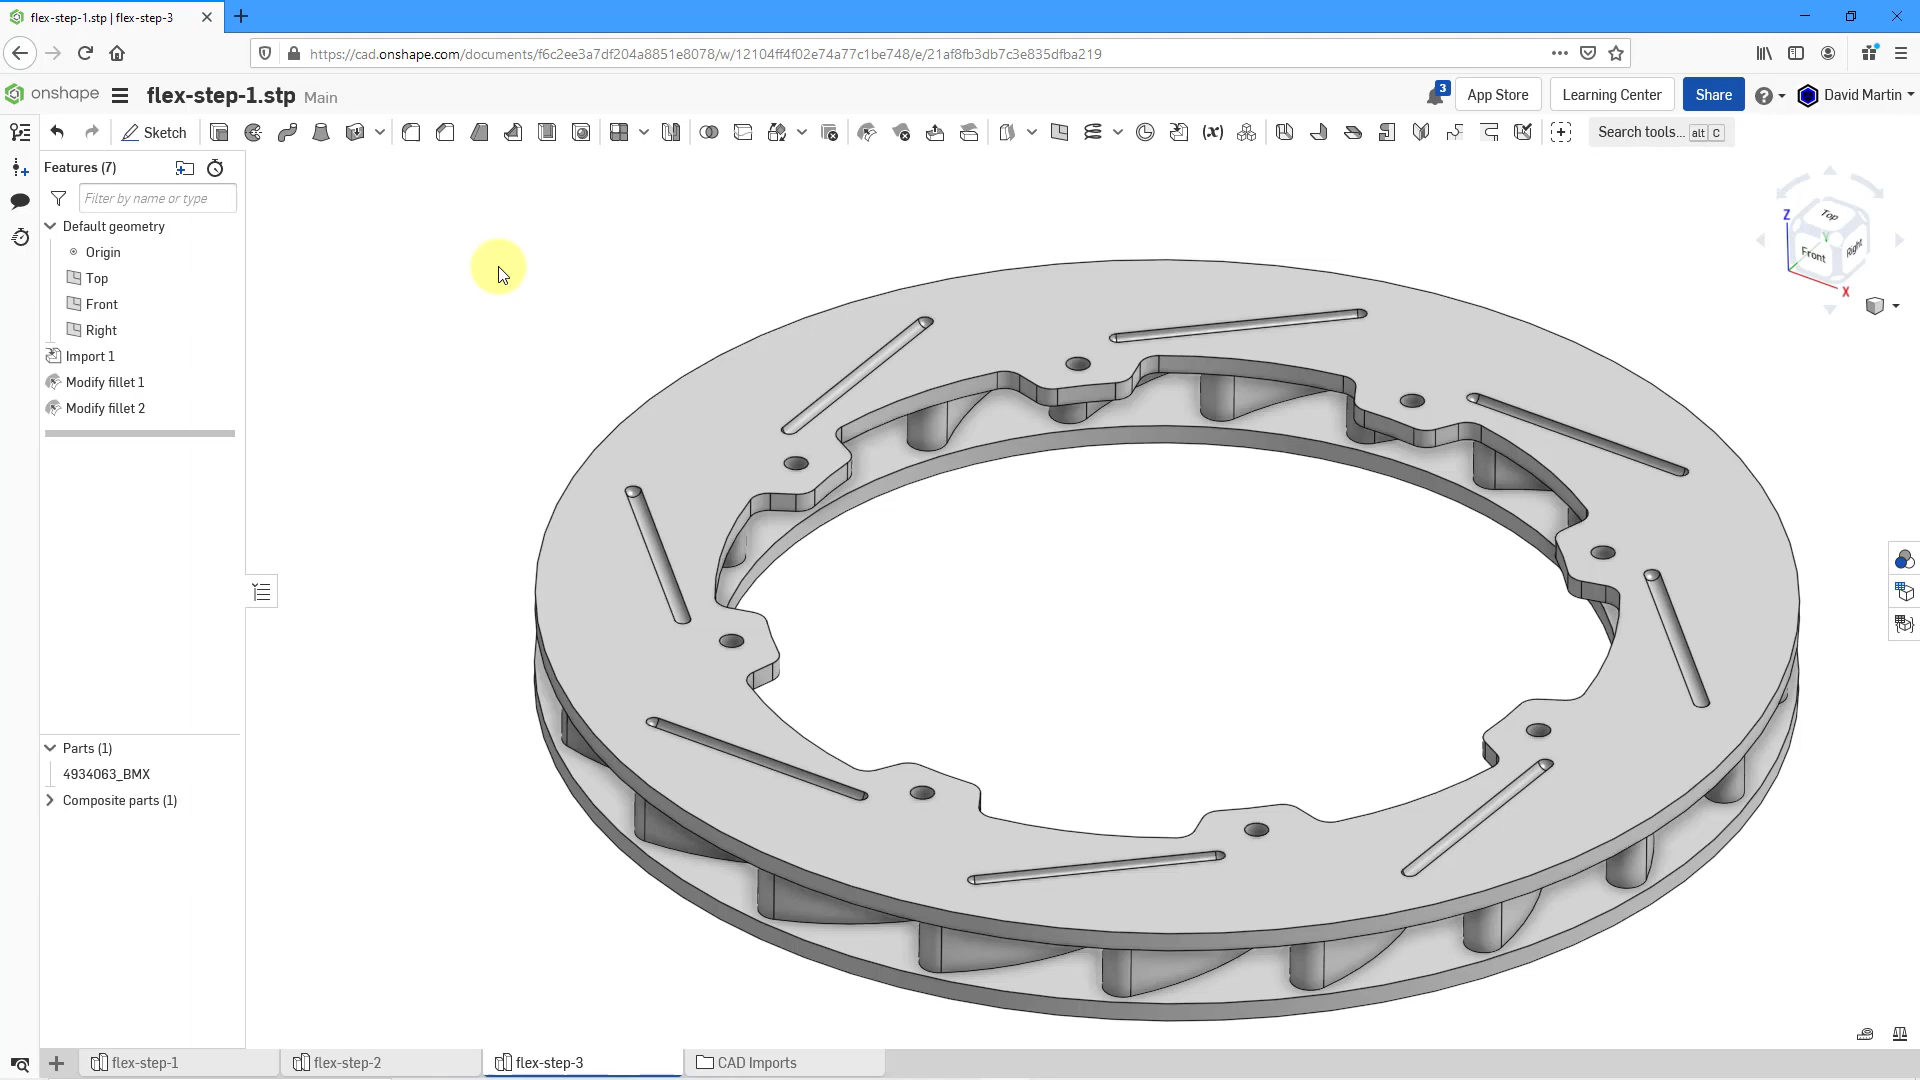 flex-step-1.stp | flex-step-3
https://cad.onshape.com/documents/f6c2ee3a7df204a8851e8078/w/12104ff4f02e74a77c1be748/e/21af8fb3db7c3e835dfba219
onshape flex-step-1.stp Main 3 App Store Learning Center Share David Martin
Sketch (x) Search tools... alt C
Features (7)
Filter by name or type
Default geometry
Origin
Top
Front
Right
Import 1
Modify fillet 1
Modify fillet 2
Z Top Y Front Right X
Parts (1)
4934063_BMX
Composite parts (1)
flex-step-1 flex-step-2 flex-step-3 CAD Imports